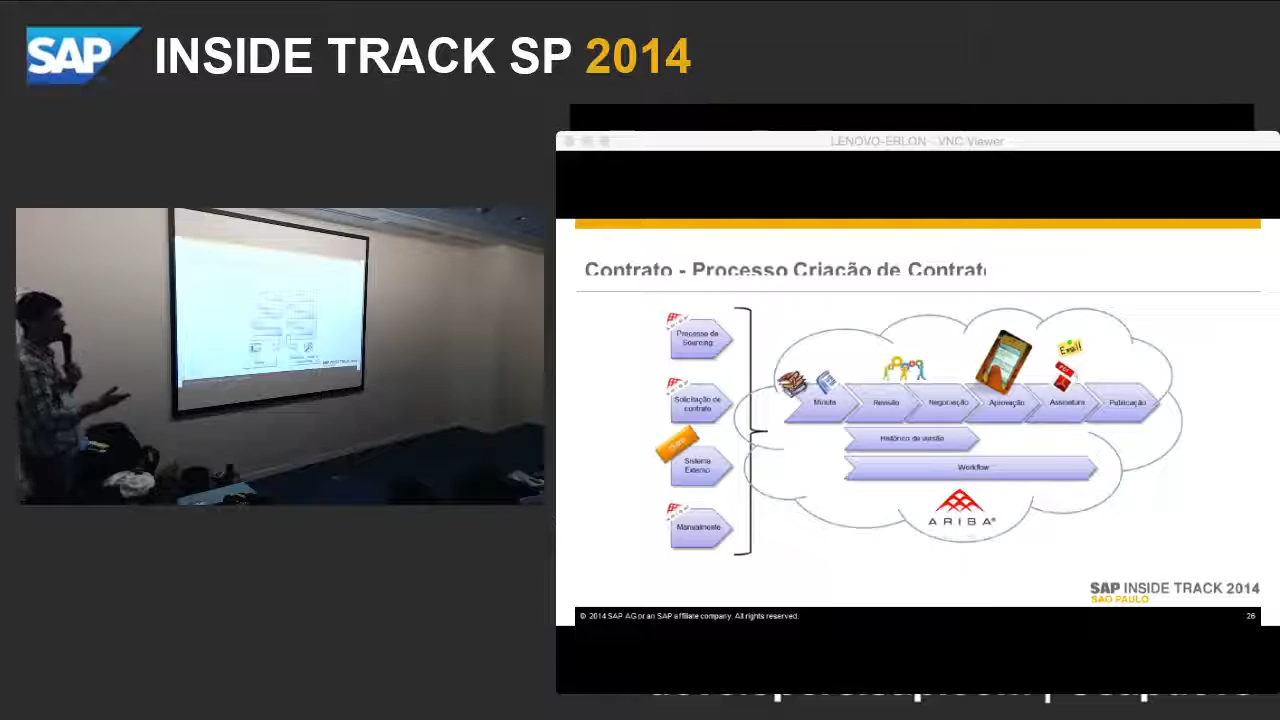 SAP INSIDE TRACK SP 2014
LENOVO-ERLON - VNC Viewer
Contrato - Processo Criação de Contrato
Processo de
Sourcing
Solicitação de
contrato
Sistema
Externo
Manualmente
Email
Minuta
Revisão
Negociação
Aprovação
Assinatura
Publicação
Histórico de versão
Workflow
ARIBA®
SAP INSIDE TRACK 2014
SAO PAULO
© 2014 SAP AG or an SAP affiliate company. All rights reserved.
26